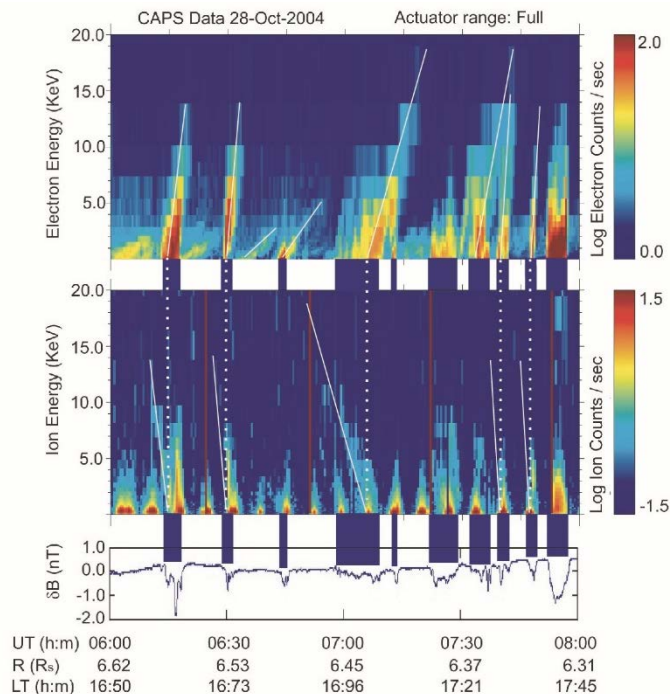 CAPS Data 28-Oct-2004 Actuator range: Full
20.0
15.0
10.0
5.0
Electron Energy (KeV)
2.0
0.0
Log Electron Counts / sec
20.0
15.0
10.0
5.0
Ion Energy (KeV)
1.5
-1.5
Log Ion Counts / sec
1.0
0.0
-1.0
-2.0
δB (nT)
UT (h:m) 06:00 06:30 07:00 07:30 08:00
R (Rs) 6.62 6.53 6.45 6.37 6.31
LT (h:m) 16:50 16:73 16:96 17:21 17:45